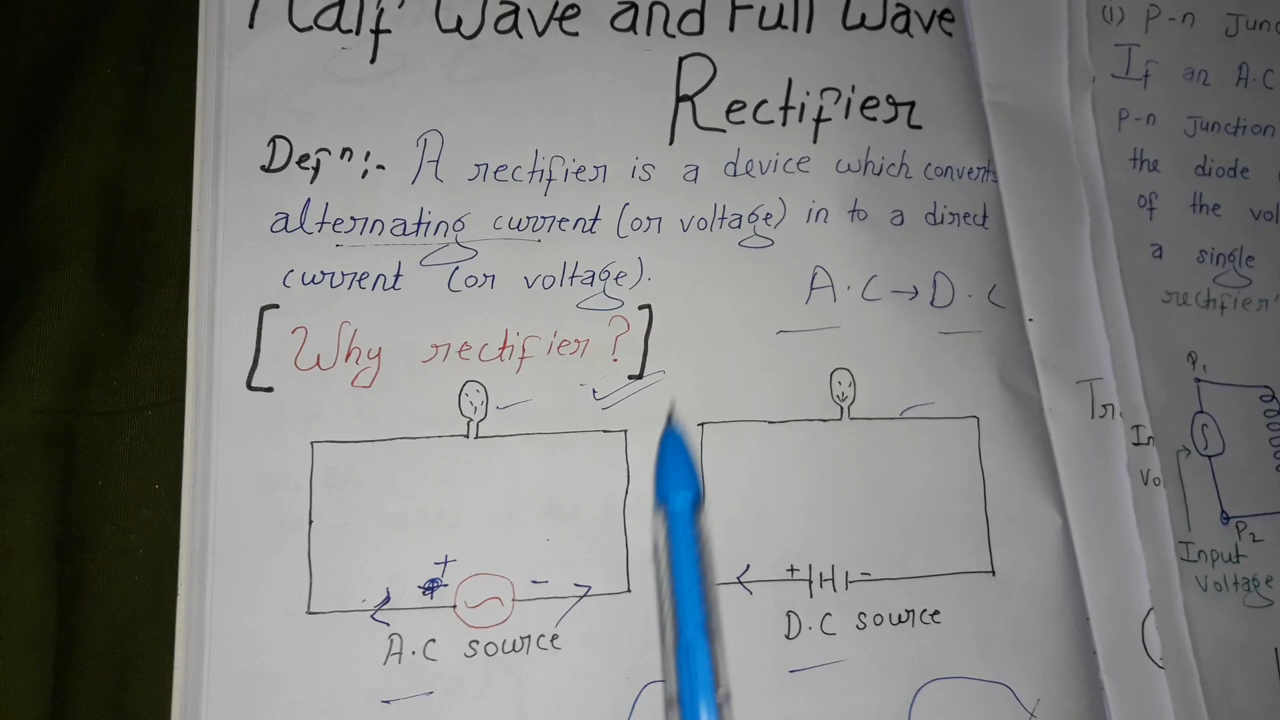 Half Wave and Full Wave
Rectifier
Defⁿ:- A rectifier is a device which converts
alternating current (or voltage) in to a direct
current (or voltage).
A.C → D.C
[Why rectifier?]
+ -
A.C source
+ -
D.C source
(1) P-n
If an A.C
P-n Junction
the diode
of the
a single
rectifier
P₁
P₂
Input
Voltage